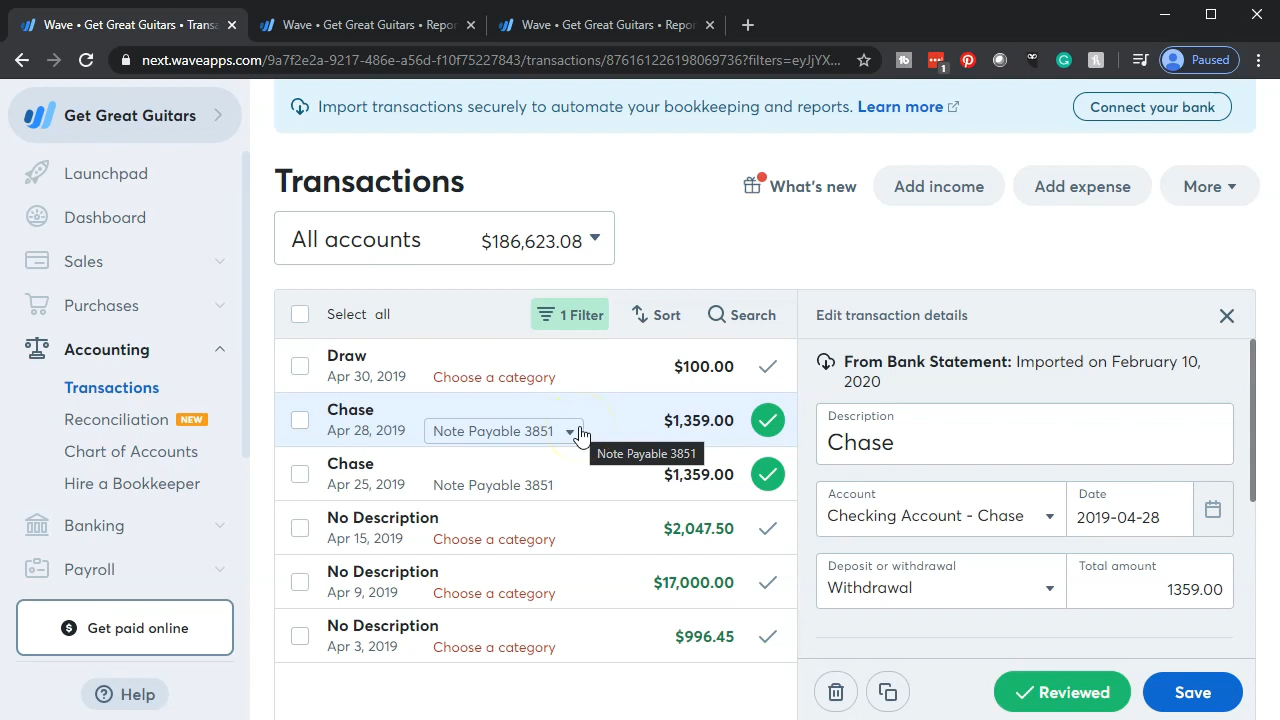 Wave • Get Great Guitars • Transa
Wave • Get Great Guitars • Repor
Wave • Get Great Guitars • Repor
next.waveapps.com/9a7f2e2a-9217-486e-a56d-f10f75227843/transactions/876161226198069736?filters=eyJjYX...
1
Paused
Get Great Guitars
Import transactions securely to automate your bookkeeping and reports. Learn more
Connect your bank
Launchpad
Dashboard
Sales
Purchases
Accounting
Transactions
Reconciliation NEW
Chart of Accounts
Hire a Bookkeeper
Banking
Payroll
Get paid online
Help
Transactions
What's new
Add income
Add expense
More
All accounts $186,623.08
Select all
1 Filter
Sort
Search
Draw
Apr 30, 2019 Choose a category $100.00
Chase
Apr 28, 2019 Note Payable 3851 $1,359.00
Note Payable 3851
Chase
Apr 25, 2019 Note Payable 3851 $1,359.00
No Description
Apr 15, 2019 Choose a category $2,047.50
No Description
Apr 9, 2019 Choose a category $17,000.00
No Description
Apr 3, 2019 Choose a category $996.45
Edit transaction details
From Bank Statement: Imported on February 10,
2020
Description
Chase
Account
Checking Account - Chase
Date
2019-04-28
Deposit or withdrawal
Withdrawal
Total amount
1359.00
Reviewed
Save